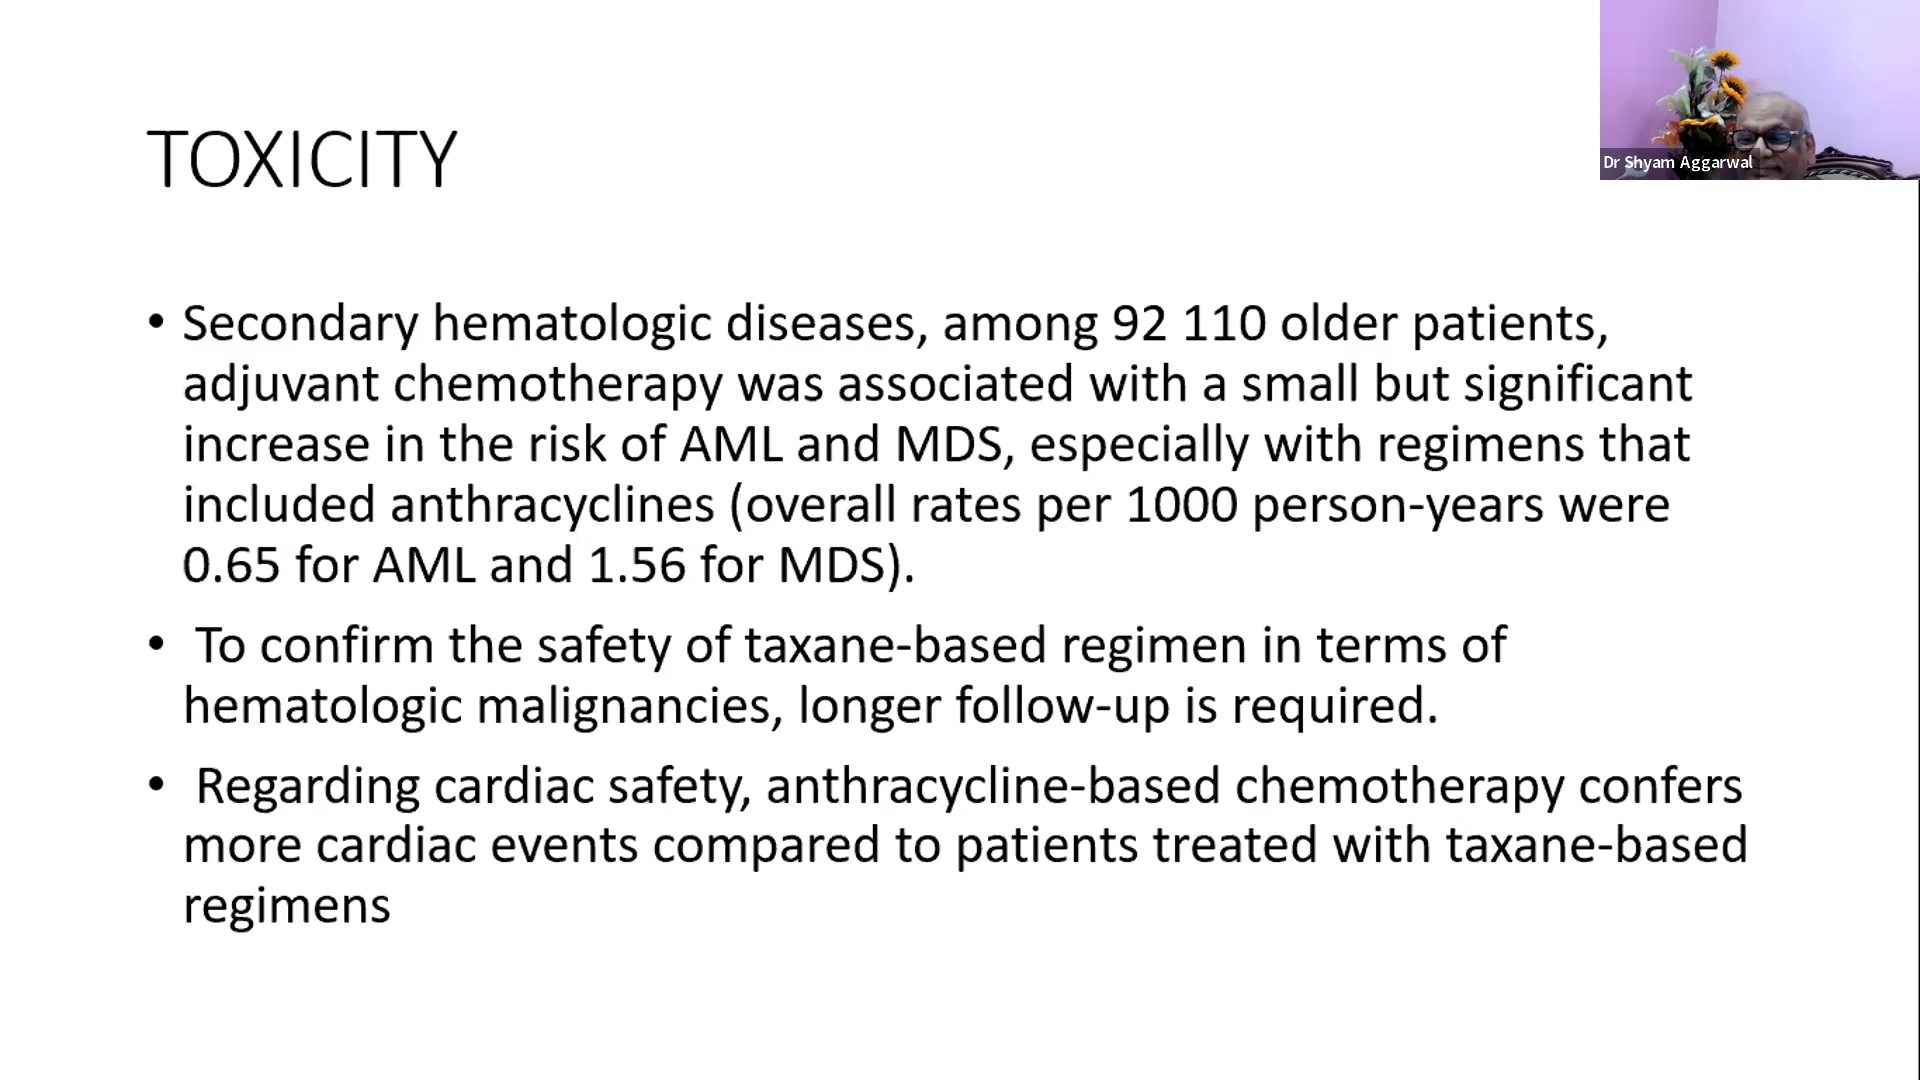 Dr Shyam Aggarwal
TOXICITY
• Secondary hematologic diseases, among 92 110 older patients,
adjuvant chemotherapy was associated with a small but significant
increase in the risk of AML and MDS, especially with regimens that
included anthracyclines (overall rates per 1000 person-years were
0.65 for AML and 1.56 for MDS).
• To confirm the safety of taxane-based regimen in terms of
hematologic malignancies, longer follow-up is required.
• Regarding cardiac safety, anthracycline-based chemotherapy confers
more cardiac events compared to patients treated with taxane-based
regimens